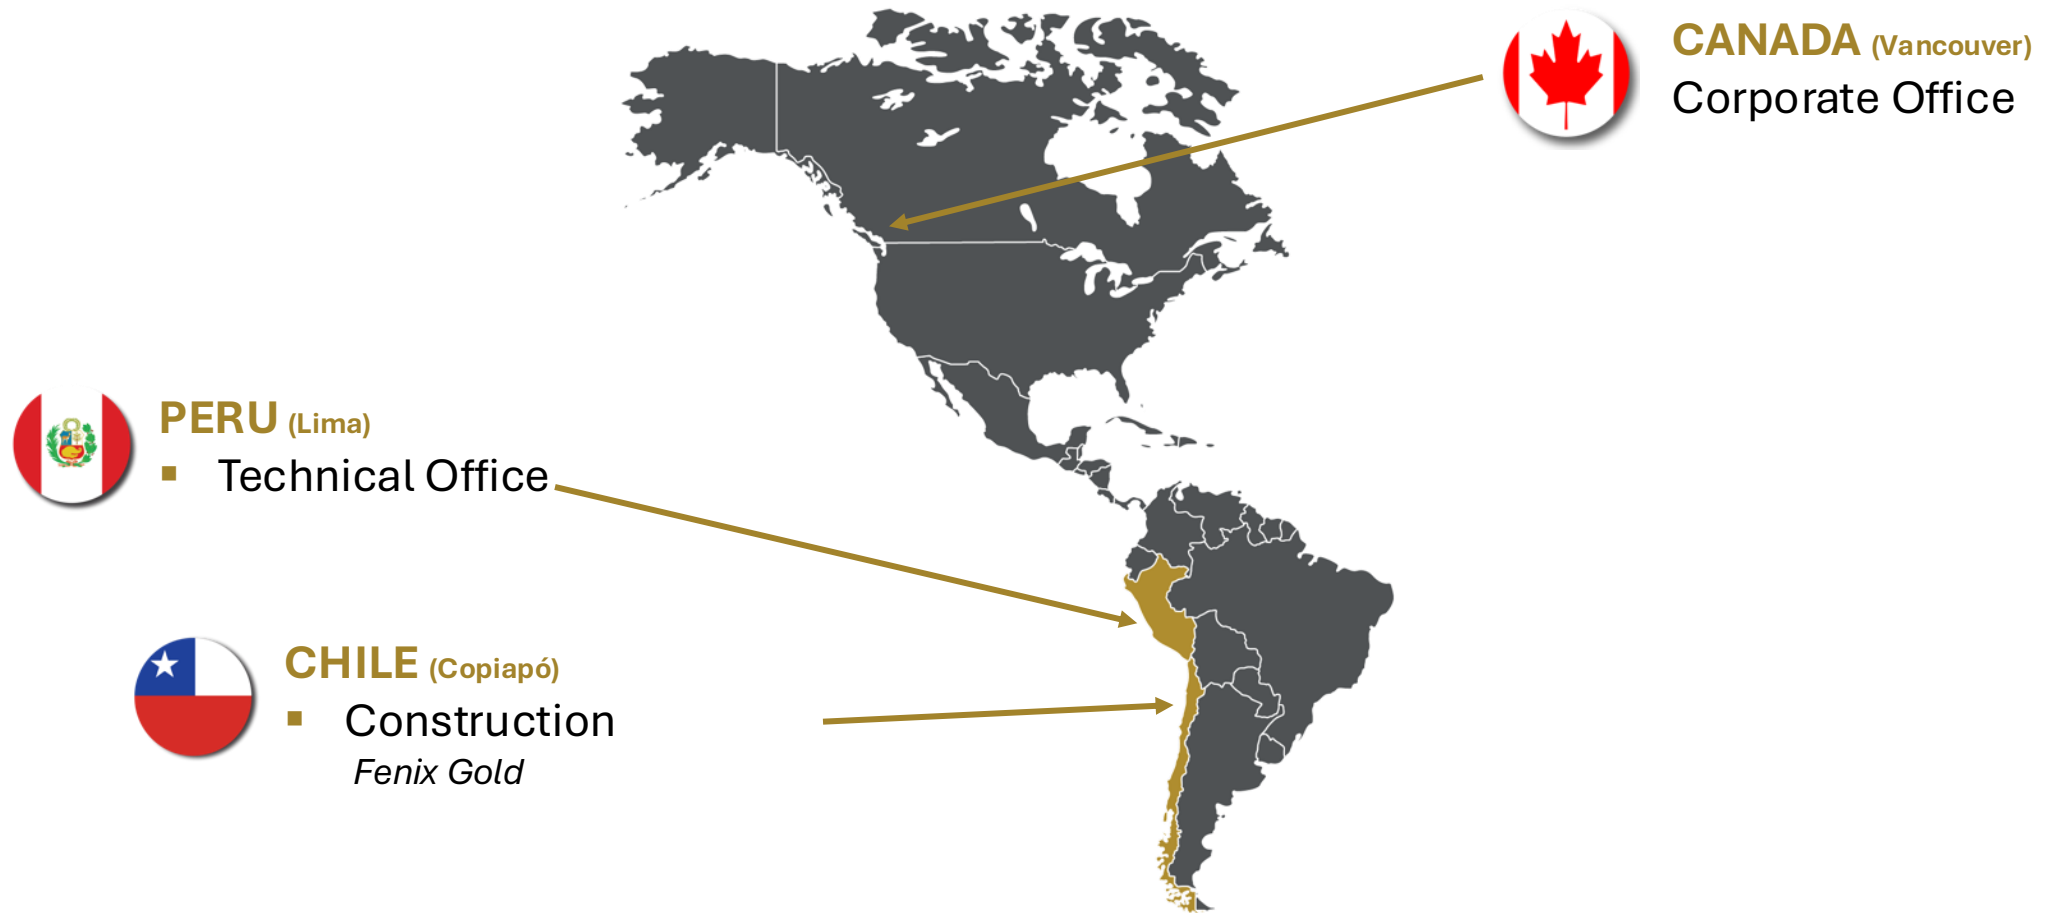 CANADA (Vancouver)
Corporate Office
PERU (Lima)
▪ Technical Office
CHILE (Copiapó)
▪ Construction
Fenix Gold